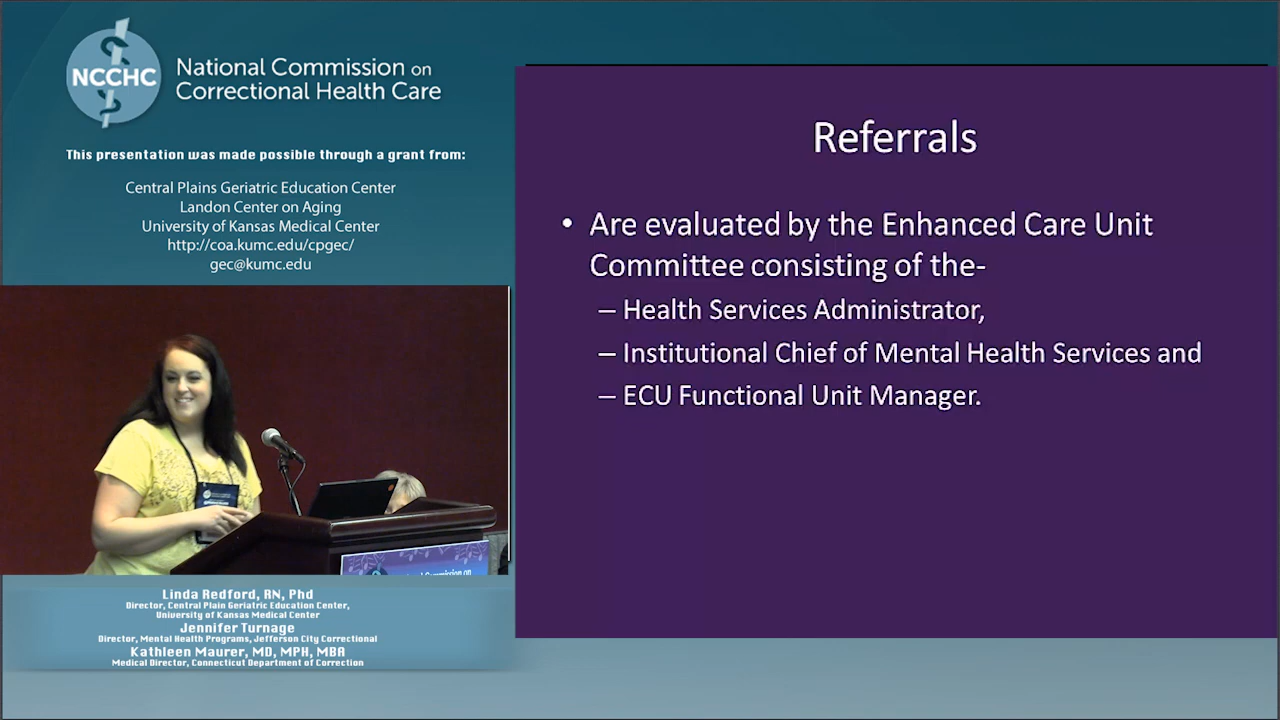 NCCHC
National Commission on
Correctional Health Care
This presentation was made possible through a grant from:
Central Plains Geriatric Education Center
Landon Center on Aging
University of Kansas Medical Center
http://coa.kumc.edu/cpgec/
gec@kumc.edu
Referrals
• Are evaluated by the Enhanced Care Unit
Committee consisting of the-
– Health Services Administrator,
– Institutional Chief of Mental Health Services and
– ECU Functional Unit Manager.
Linda Redford, RN, Phd
Director, Central Plain Geriatric Education Center,
University of Kansas Medical Center
Jennifer Turnage
Director, Mental Health Programs, Jefferson City Correctional
Kathleen Maurer, MD, MPH, MBA
Medical Director, Connecticut Department of Correction